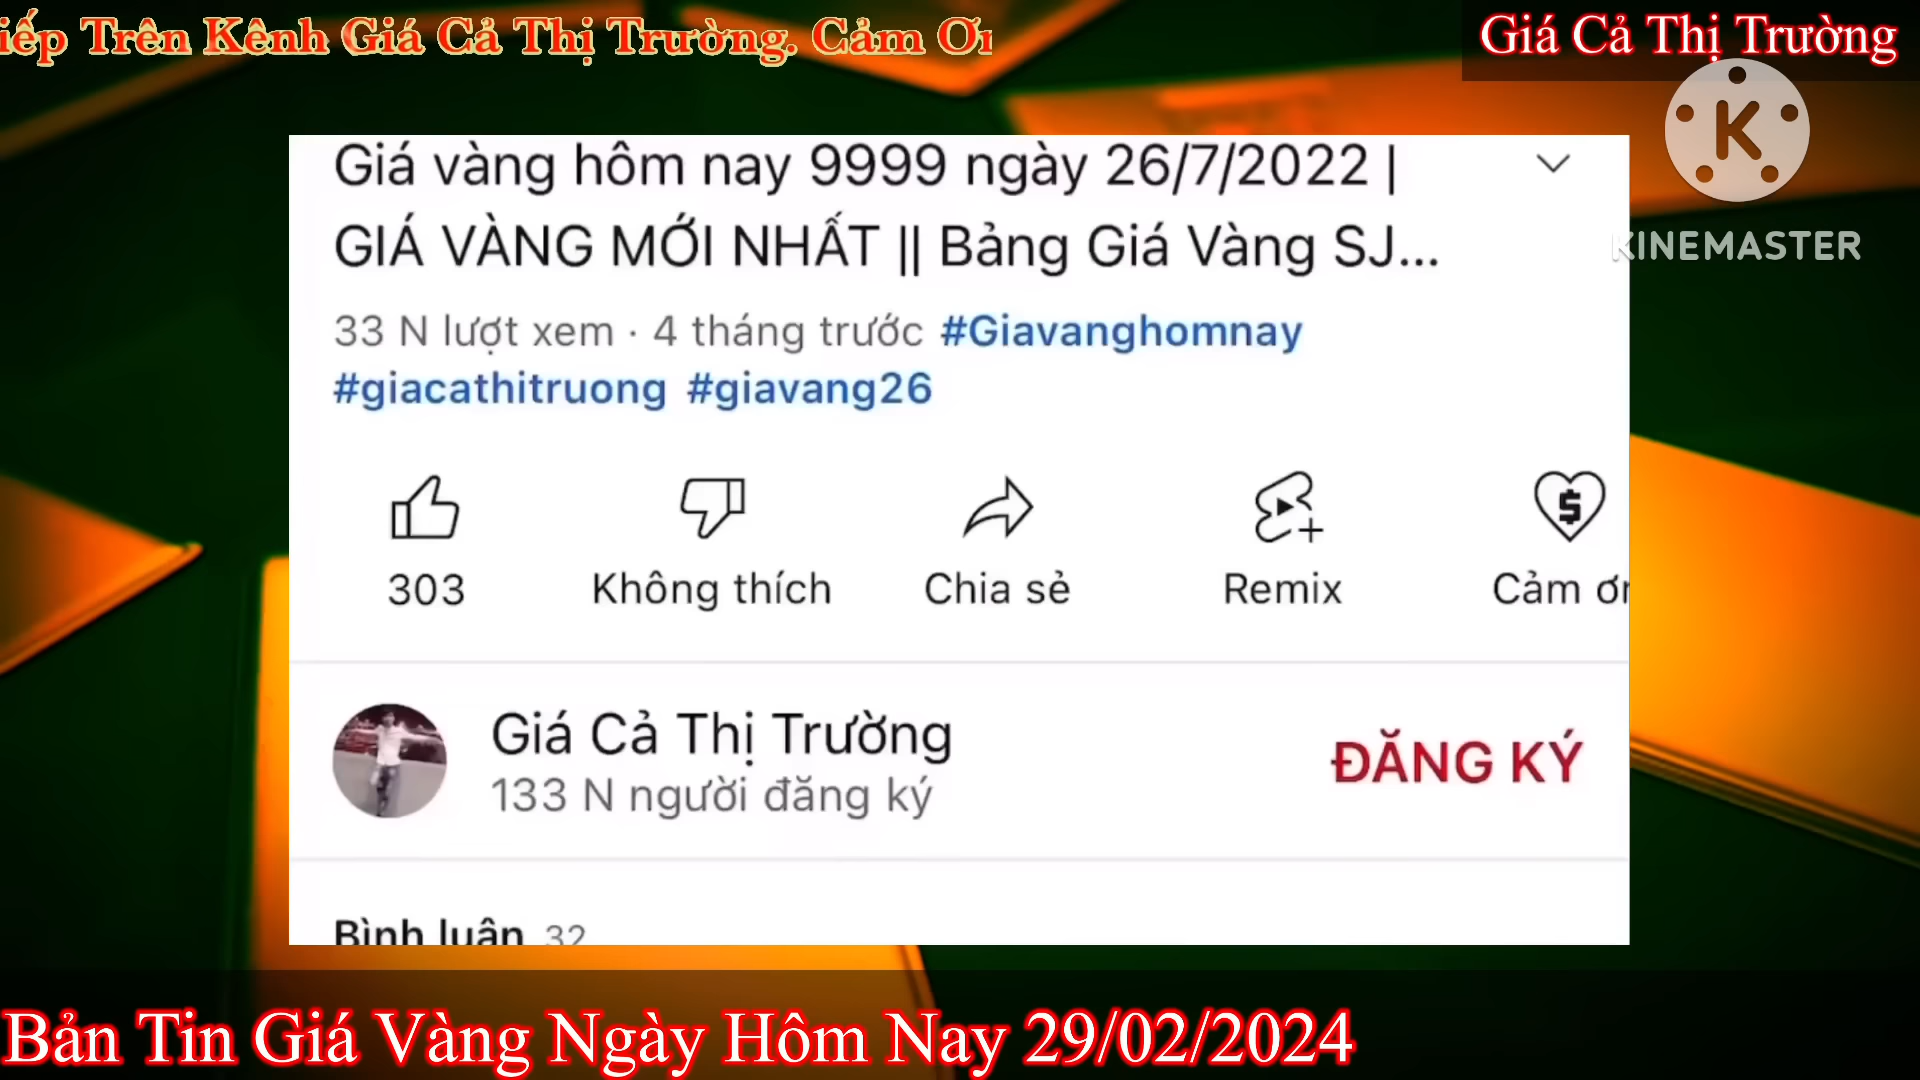 iếp Trên Kênh Giá Cả Thị Trường. Cảm Ơn
Giá Cả Thị Trường
K
KINEMASTER
Giá vàng hôm nay 9999 ngày 26/7/2022 |
GIÁ VÀNG MỚI NHẤT || Bảng Giá Vàng SJ...
33 N lượt xem · 4 tháng trước #Giavanghomnay
#giacathitruong #giavang26
303 Không thích Chia sẻ Remix Cảm ơn
Giá Cả Thị Trường
133 N người đăng ký
ĐĂNG KÝ
Bình luận 32
Bản Tin Giá Vàng Ngày Hôm Nay 29/02/2024